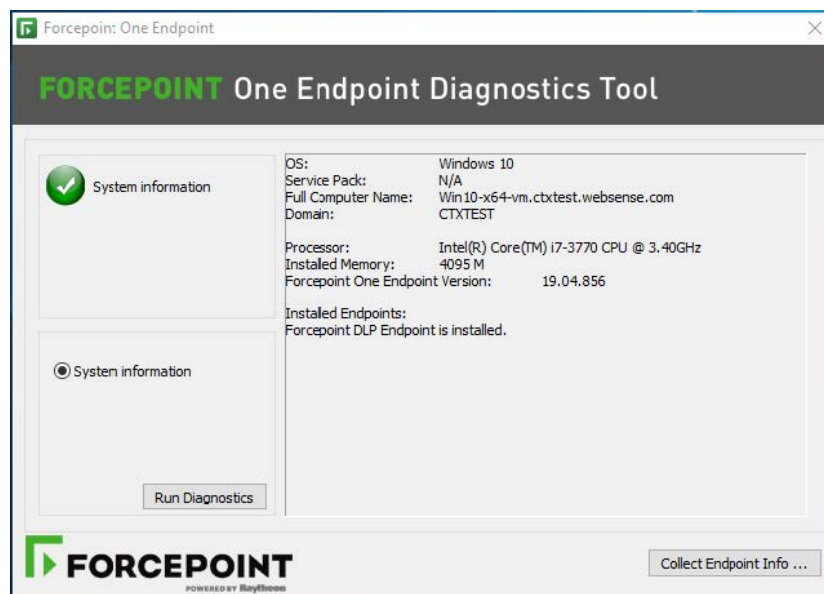 Forcepoint One Endpoint
FORCEPOINT One Endpoint Diagnostics Tool
System information
OS: Windows 10
Service Pack: N/A
Full Computer Name: Win10-x64-vm.ctxtest.websense.com
Domain: CTXTEST
Processor: Intel(R) Core(TM) i7-3770 CPU @ 3.40GHz
Installed Memory: 4095 M
Forcepoint One Endpoint Version: 19.04.856
Installed Endpoints:
Forcepoint DLP Endpoint is installed.
System information
Run Diagnostics
FORCEPOINT
POWERED BY Raytheon
Collect Endpoint Info ...